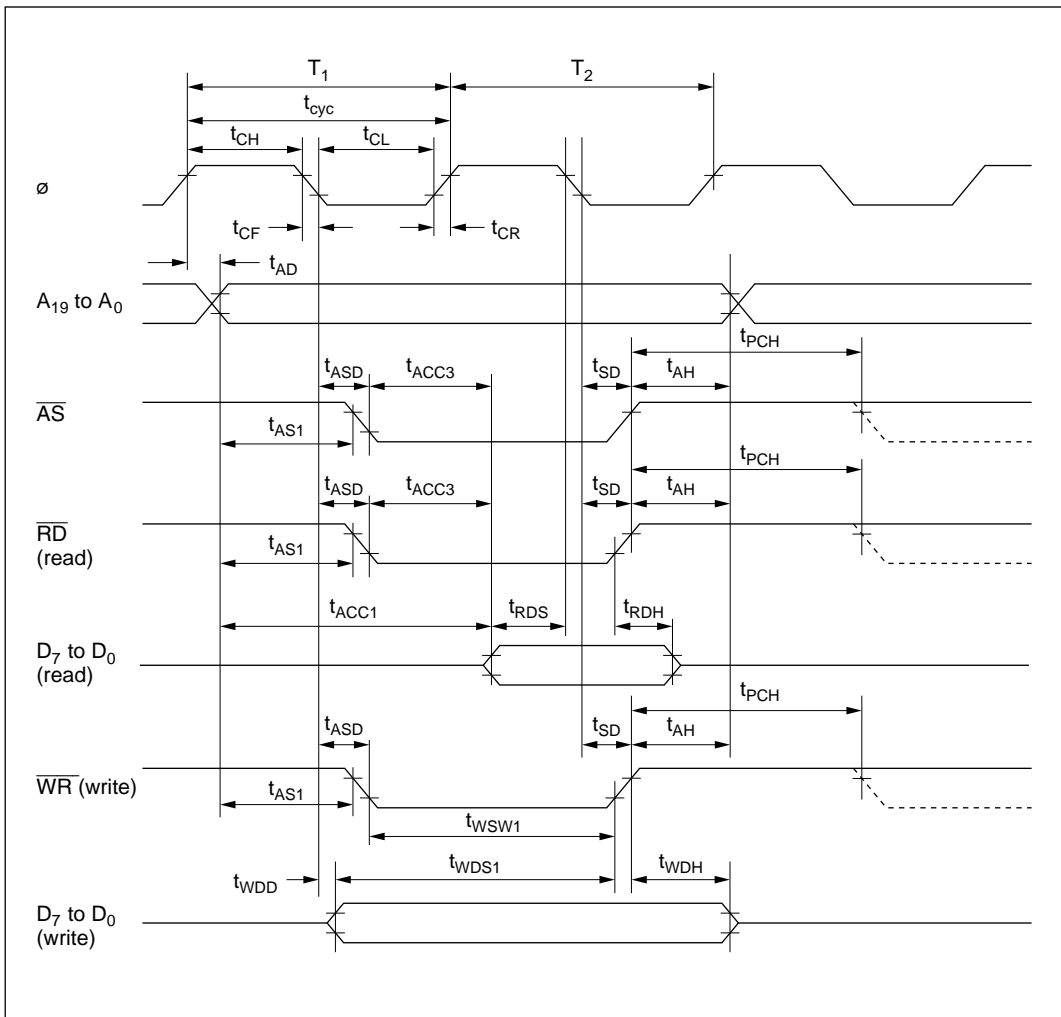 T1 T2
tcyc
tCH tCL
ø
tCF tCR
tAD
A19 to A0
tPCH
tASD tACC3 tSD tAH
AS
tAS1
tPCH
tASD tACC3 tSD tAH
RD
(read)
tAS1
tACC1 tRDS tRDH
D7 to D0
(read)
tPCH
tASD tSD tAH
WR (write)
tAS1
tWSW1
tWDD tWDS1 tWDH
D7 to D0
(write)